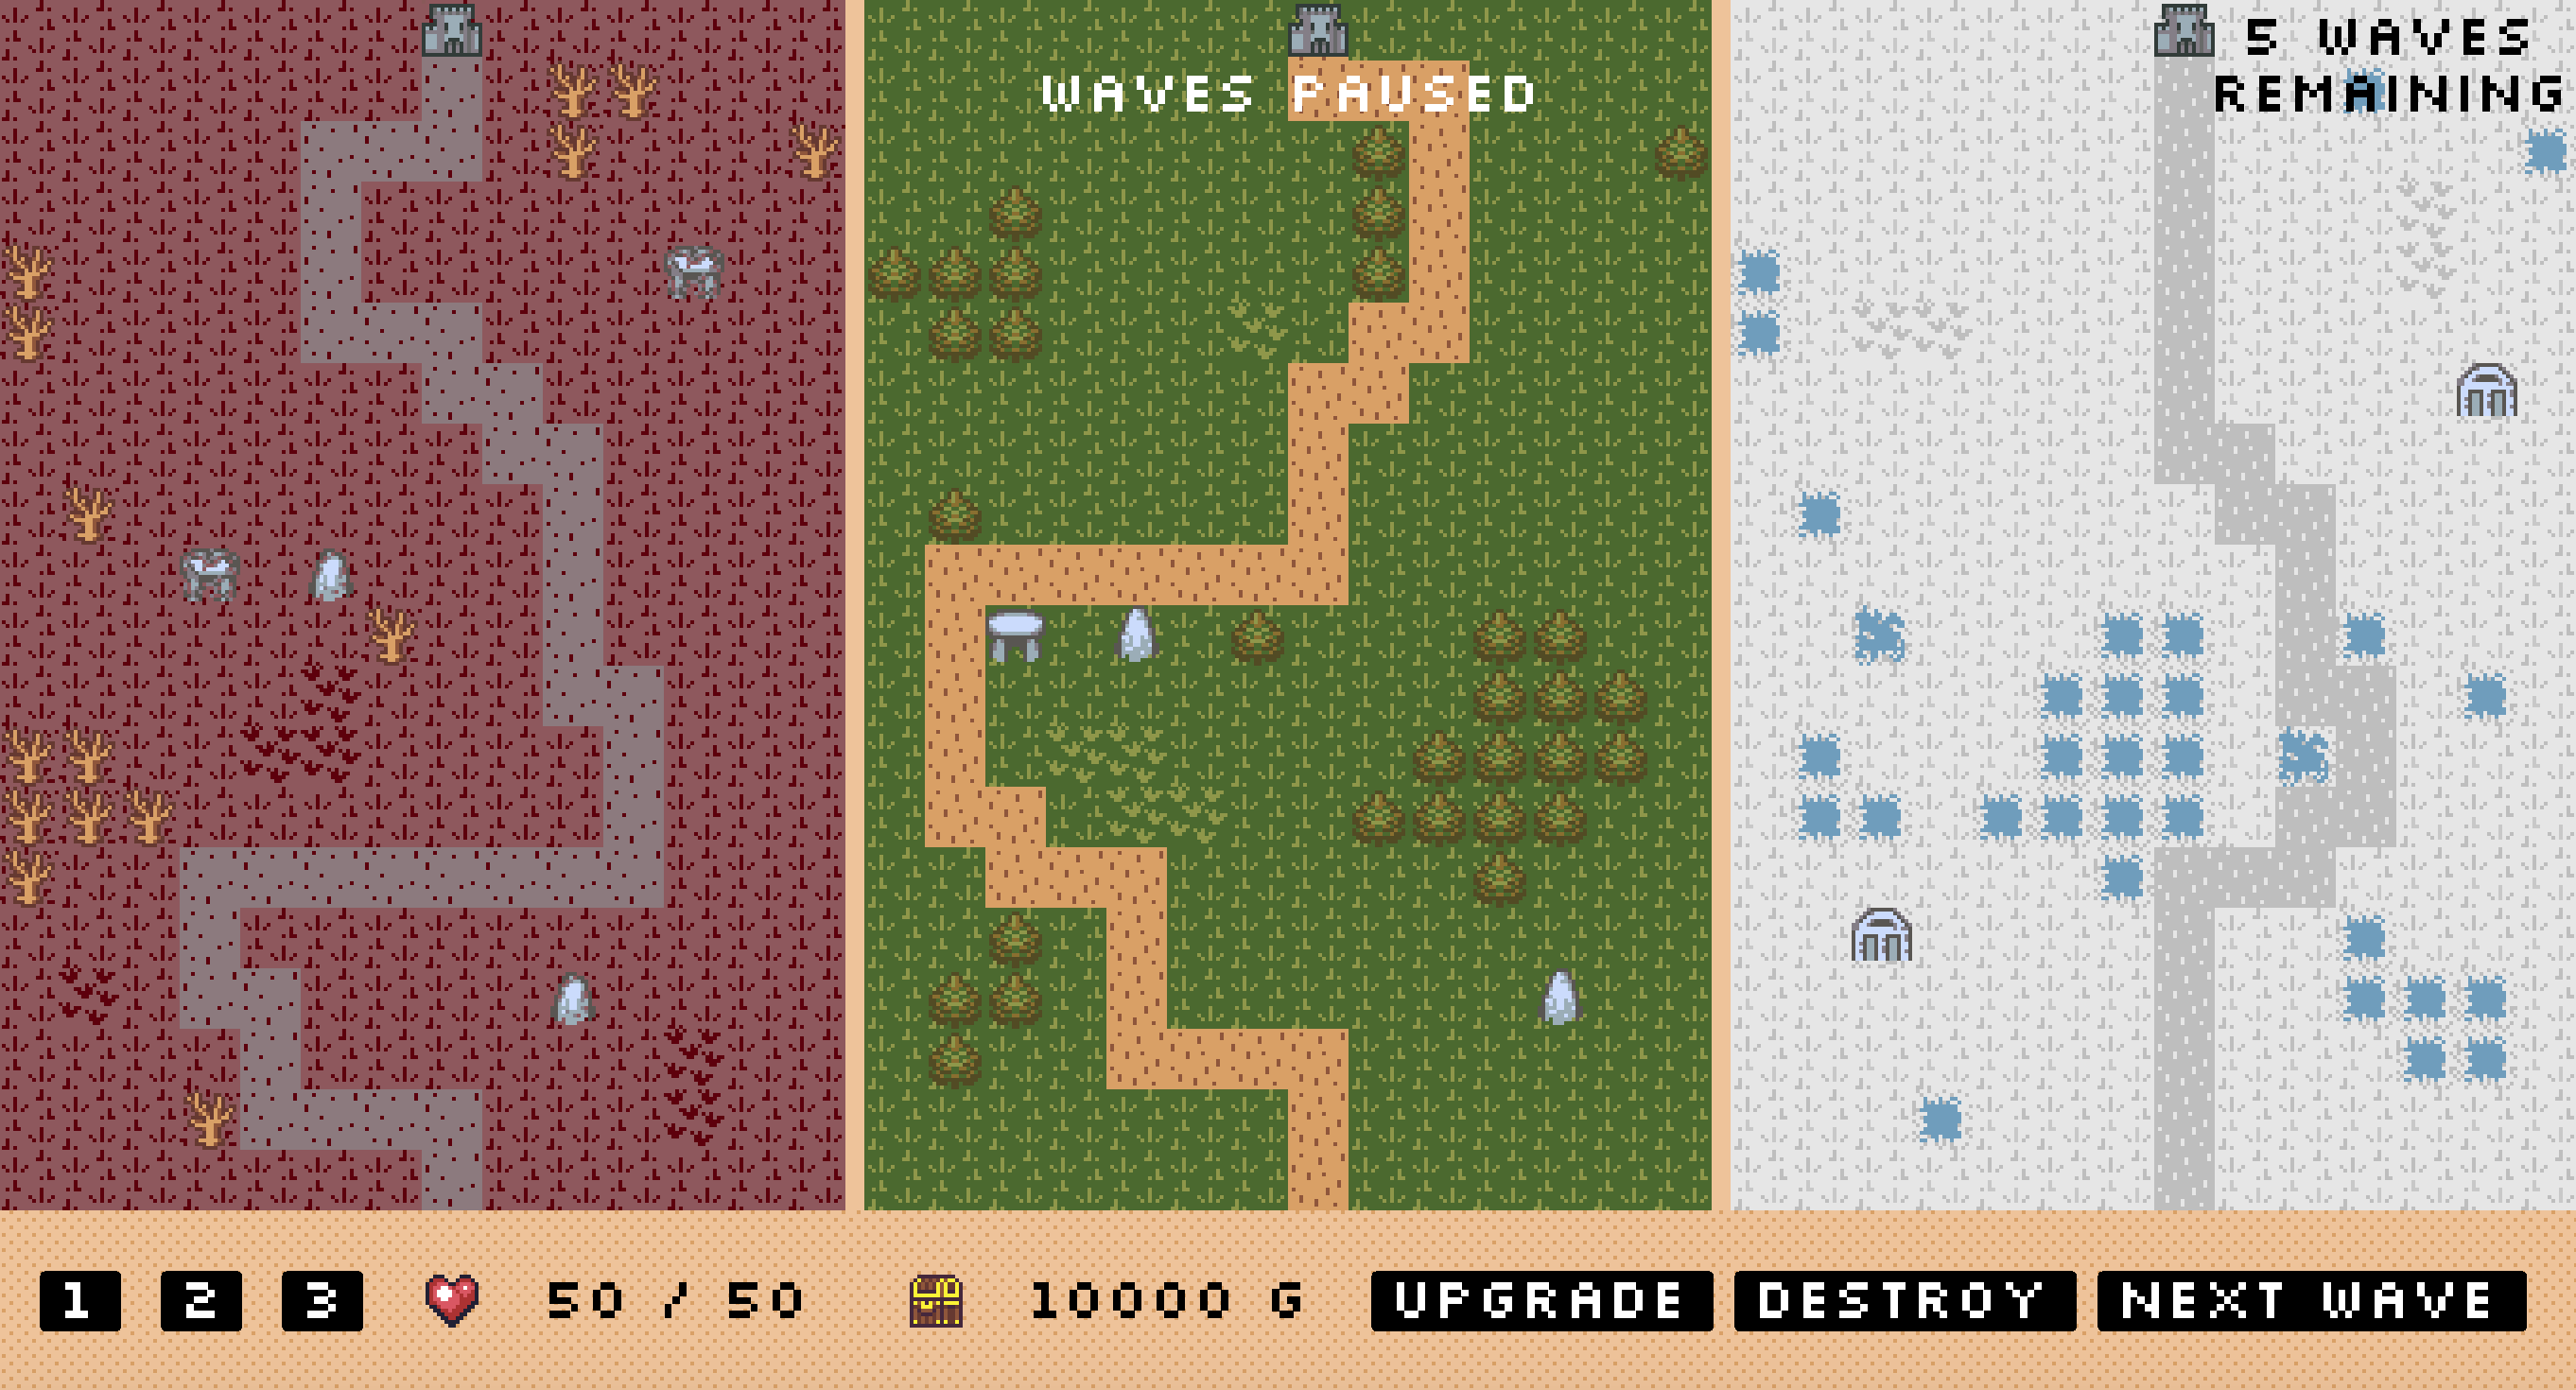 5 WAVES
REMAINING
WAVES PAUSED
1 2 3 50 / 50 10000 G UPGRADE DESTROY NEXT WAVE